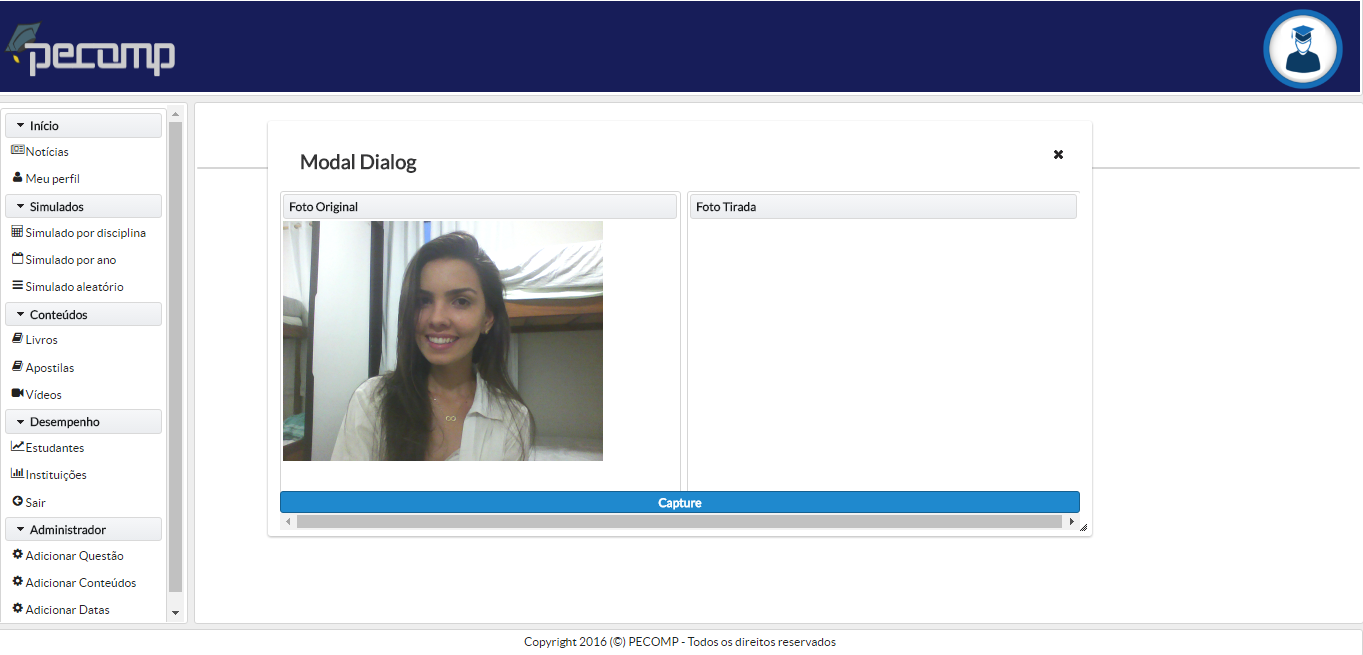 pecomp
Início
Notícias
Meu perfil
Simulados
Simulado por disciplina
Simulado por ano
Simulado aleatório
Conteúdos
Livros
Apostilas
Vídeos
Desempenho
Estudantes
Instituições
Sair
Administrador
Adicionar Questão
Adicionar Conteúdos
Adicionar Datas
Modal Dialog
Foto Original
Foto Tirada
Capture
Copyright 2016 (©) PECOMP - Todos os direitos reservados